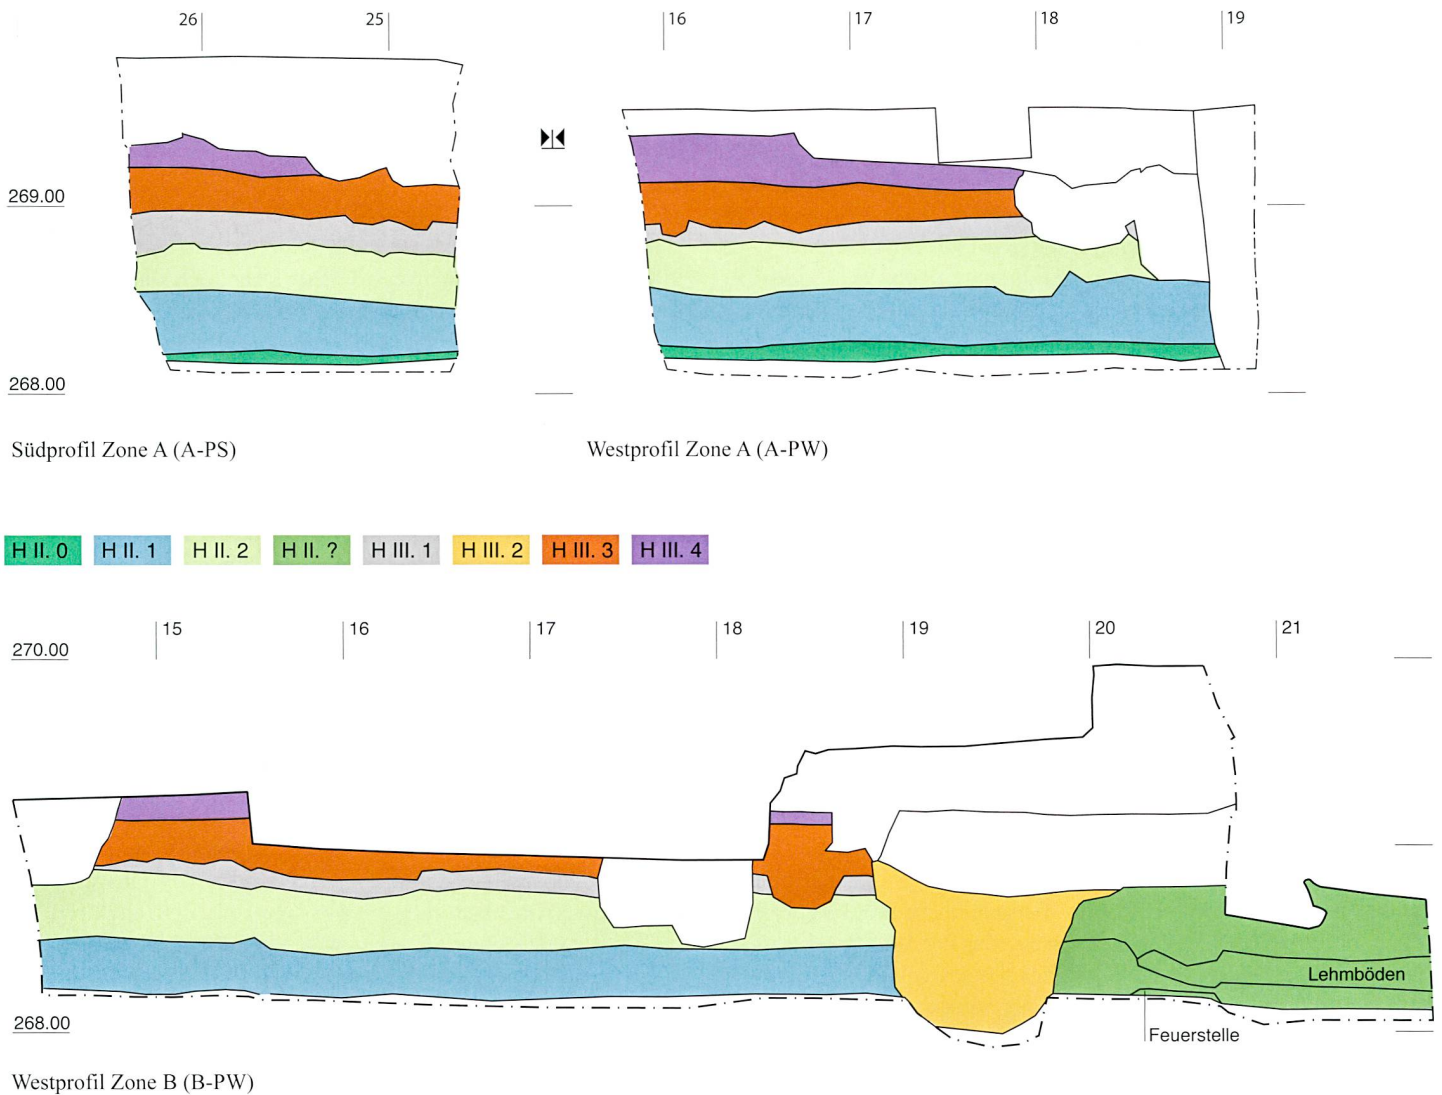 26 25 16 17 18 19
269.00
268.00
Südprofil Zone A (A-PS) Westprofil Zone A (A-PW)
H II. 0 H II. 1 H II. 2 H II. ? H III. 1 H III. 2 H III. 3 H III. 4
15 16 17 18 19 20 21
270.00
Lehmböden
268.00
Feuerstelle
Westprofil Zone B (B-PW)